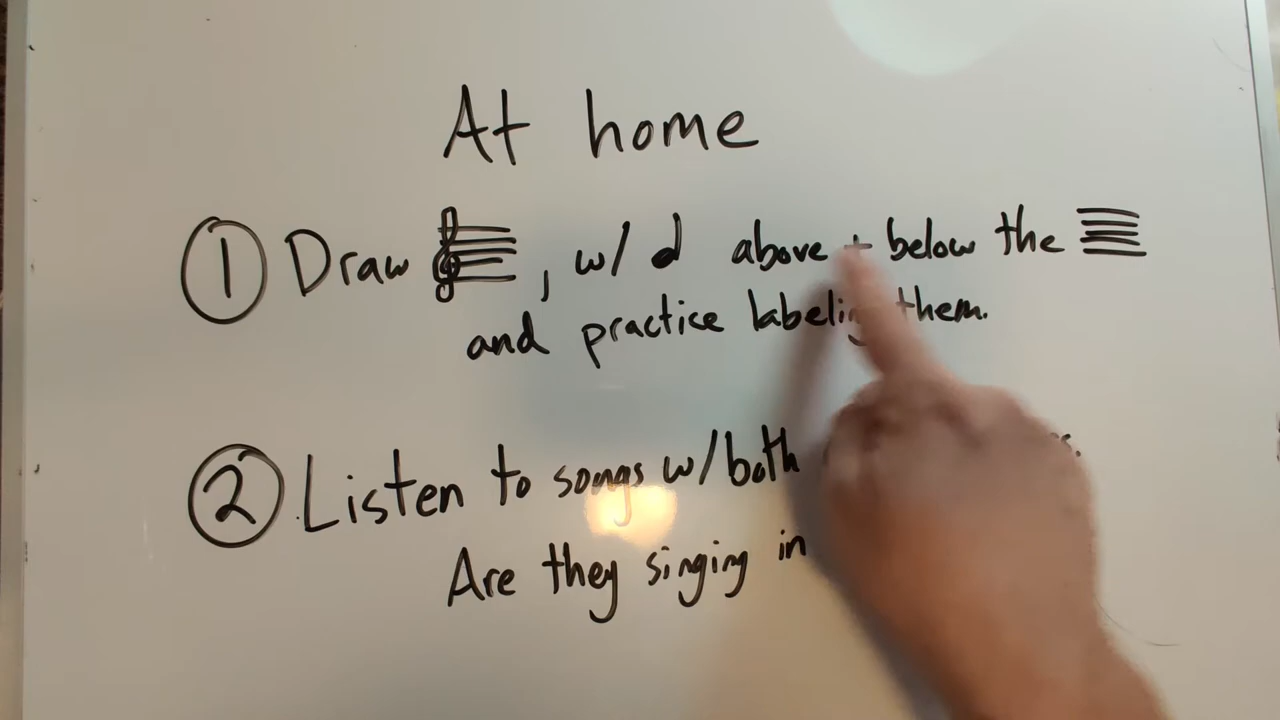 At home
1 Draw , w/ above + below the
and practice labeling them.
2 Listen to songs w/both
Are they singing in